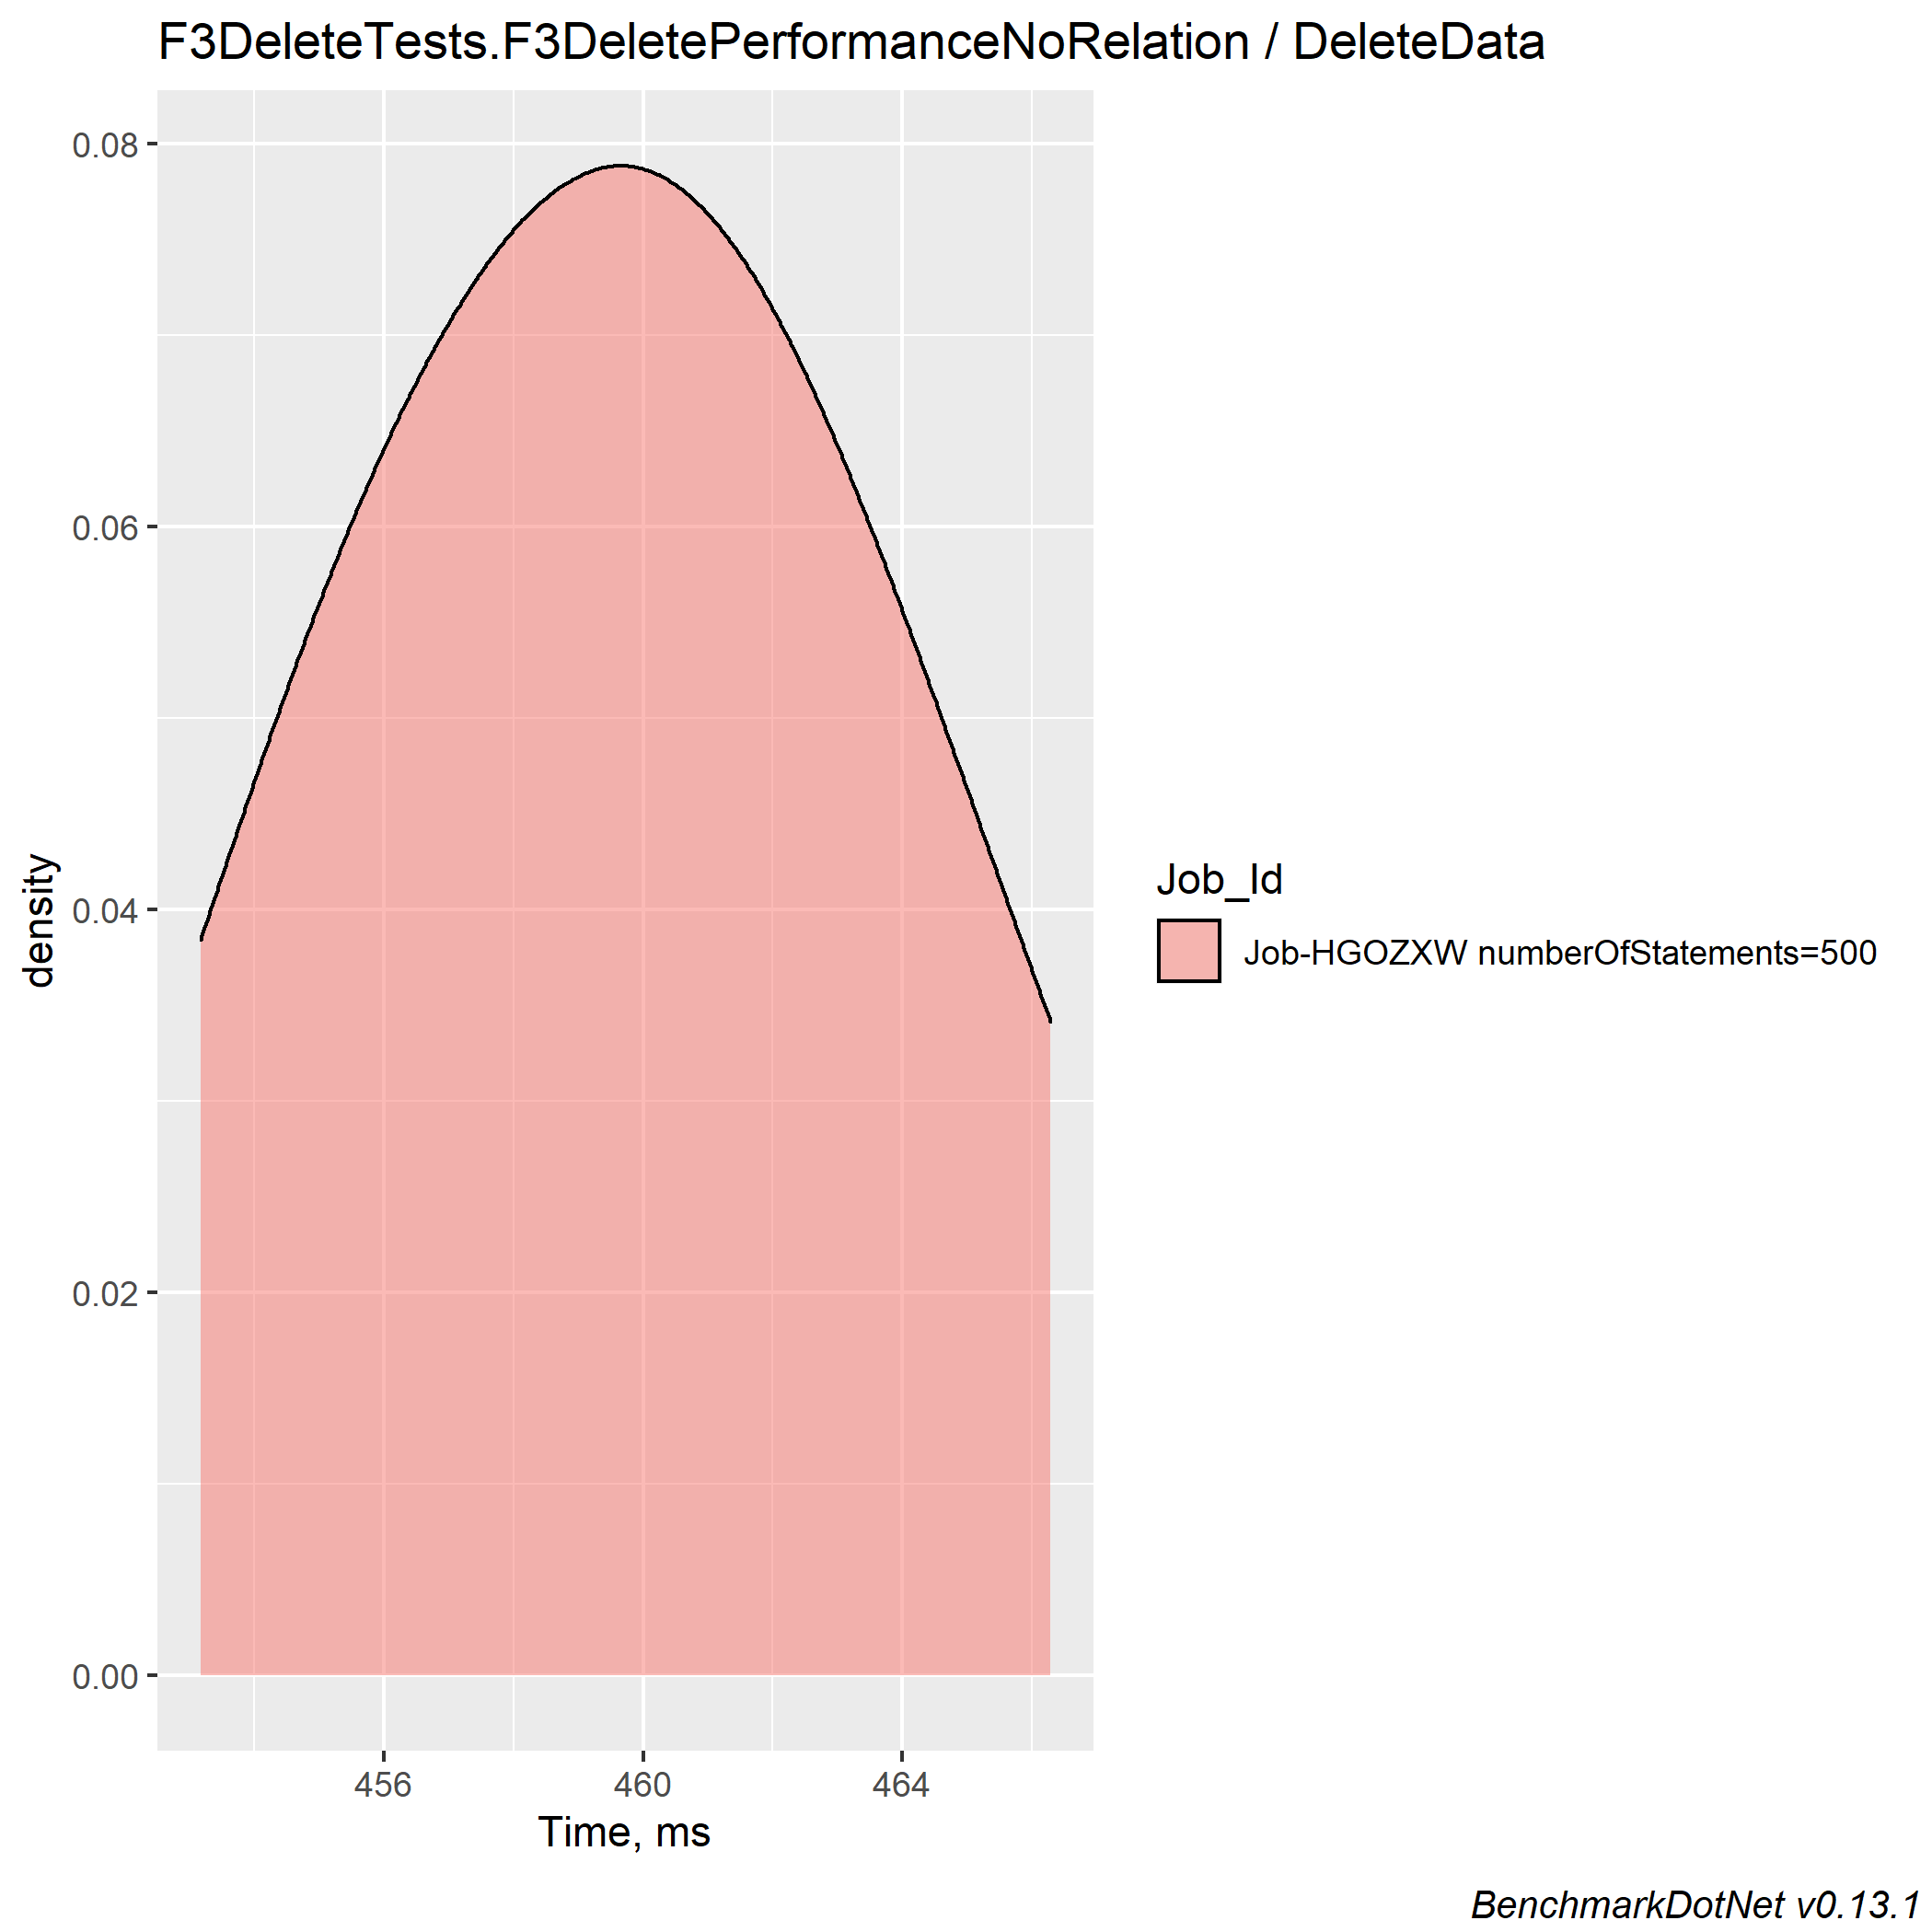 F3DeleteTests.F3DeletePerformanceNoRelation / DeleteData
0.08
0.06
0.04
0.02
0.00
density
456 460 464
Time, ms
Job_Id
Job-HGOZXW numberOfStatements=500
BenchmarkDotNet v0.13.1